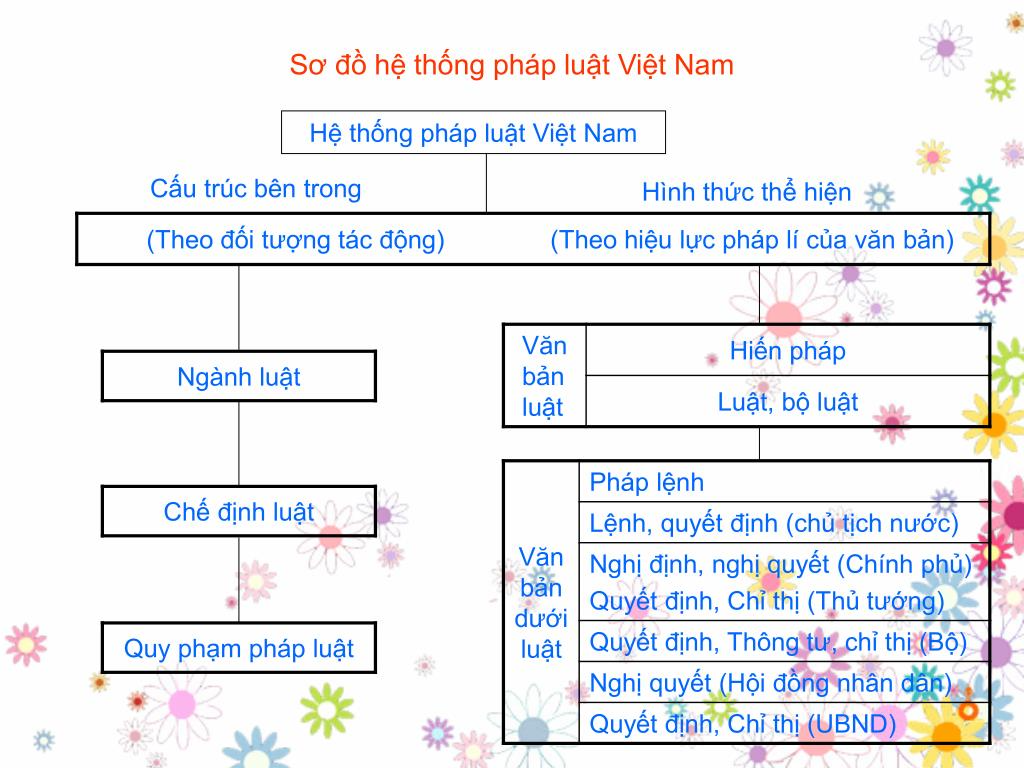 Sơ đồ hệ thống pháp luật Việt Nam
Hệ thống pháp luật Việt Nam
Cấu trúc bên trong
Hình thức thể hiện
(Theo đối tượng tác động)
(Theo hiệu lực pháp lí của văn bản)
Ngành luật
Chế định luật
Quy phạm pháp luật
Văn
bản
luật
Hiến pháp
Luật, bộ luật
Văn
bản
dưới
luật
Pháp lệnh
Lệnh, quyết định (chủ tịch nước)
Nghị định, nghị quyết (Chính phủ)
Quyết định, Chỉ thị (Thủ tướng)
Quyết định, Thông tư, chỉ thị (Bộ)
Nghị quyết (Hội đồng nhân dân)
Quyết định, Chỉ thị (UBND)